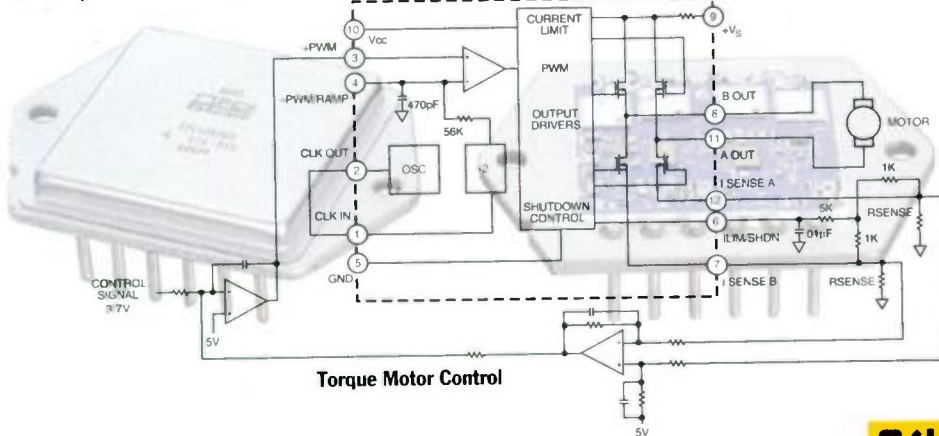 CURRENT
LIMIT
10
Vcc
9
+VS
+PWM
3
PWM
4
-PWM/RAMP
470pF
56K
OUTPUT
DRIVERS
B OUT
8
MOTOR
11
A OUT
CLK OUT
2
OSC
÷2
1K
I SENSE A
12
CLK IN
1
SHUTDOWN
CONTROL
6
5K
RSENSE
ILIM/SHDN
.01µF
1K
5
GND
7
I SENSE B
RSENSE
CONTROL
SIGNAL
3-7V
5V
Torque Motor Control
5V